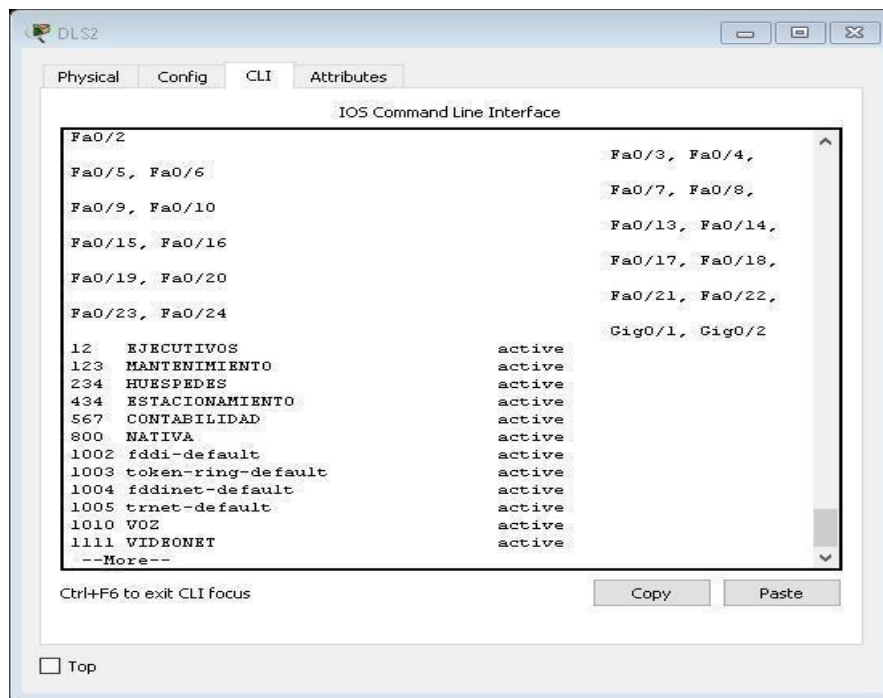 DLS2
Physical Config CLI Attributes
IOS Command Line Interface
Fa0/2
Fa0/3, Fa0/4,
Fa0/5, Fa0/6
Fa0/7, Fa0/8,
Fa0/9, Fa0/10
Fa0/13, Fa0/14,
Fa0/15, Fa0/16
Fa0/17, Fa0/18,
Fa0/19, Fa0/20
Fa0/21, Fa0/22,
Fa0/23, Fa0/24
Gig0/1, Gig0/2
12 EJECUTIVOS active
123 MANTENIMIENTO active
234 HUESPEDES active
434 ESTACIONAMIENTO active
567 CONTABILIDAD active
800 NATIVA active
1002 fddi-default active
1003 token-ring-default active
1004 fddinet-default active
1005 trnet-default active
1010 VOZ active
1111 VIDEONET active
--More--
Ctrl+F6 to exit CLI focus Copy Paste
Top